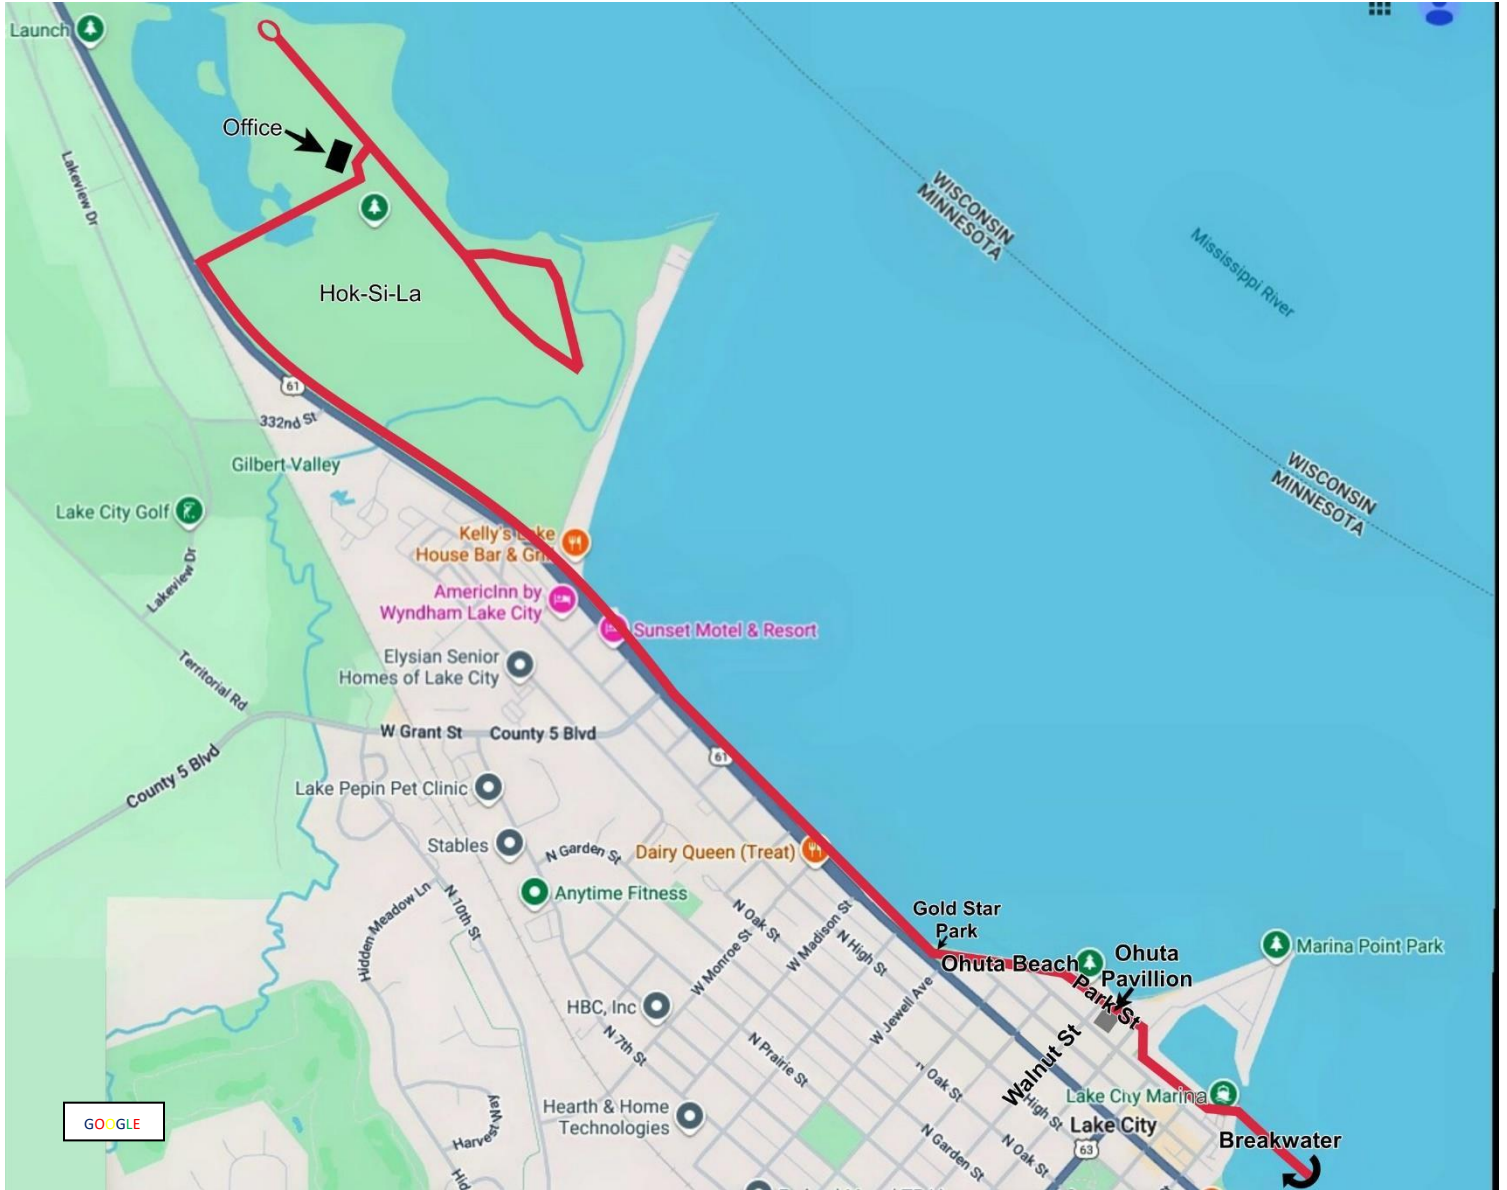 Launch
Office
Lakeview Dr
WISCONSIN
MINNESOTA
Mississippi River
Hok-Si-La
61
332nd St
Gilbert Valley
WISCONSIN
MINNESOTA
Lake City Golf
Kelly's Lake
House Bar & Gri
Lakeview Dr
AmericInn by
Wyndham Lake City
Sunset Motel & Resort
Elysian Senior
Homes of Lake City
Territorial Rd
W Grant St
County 5 Blvd
61
County 5 Blvd
Lake Pepin Pet Clinic
Stables
N Garden St
Dairy Queen (Treat)
Anytime Fitness
Hidden Meadow Ln
N 10th St
N Oak St
W Madison St
W Monroe St
N High St
Gold Star
Park
Marina Point Park
Ohuta Beach
Ohuta
Pavillion
Park St
HBC, Inc
W Jewell Ave
N 7th St
N Prairie St
Walnut St
N Oak St
High St
Lake City Marina
GOOGLE
Hearth & Home
Technologies
Harvest Way
Lake City
63
Breakwater
N Garden St
N Oak St